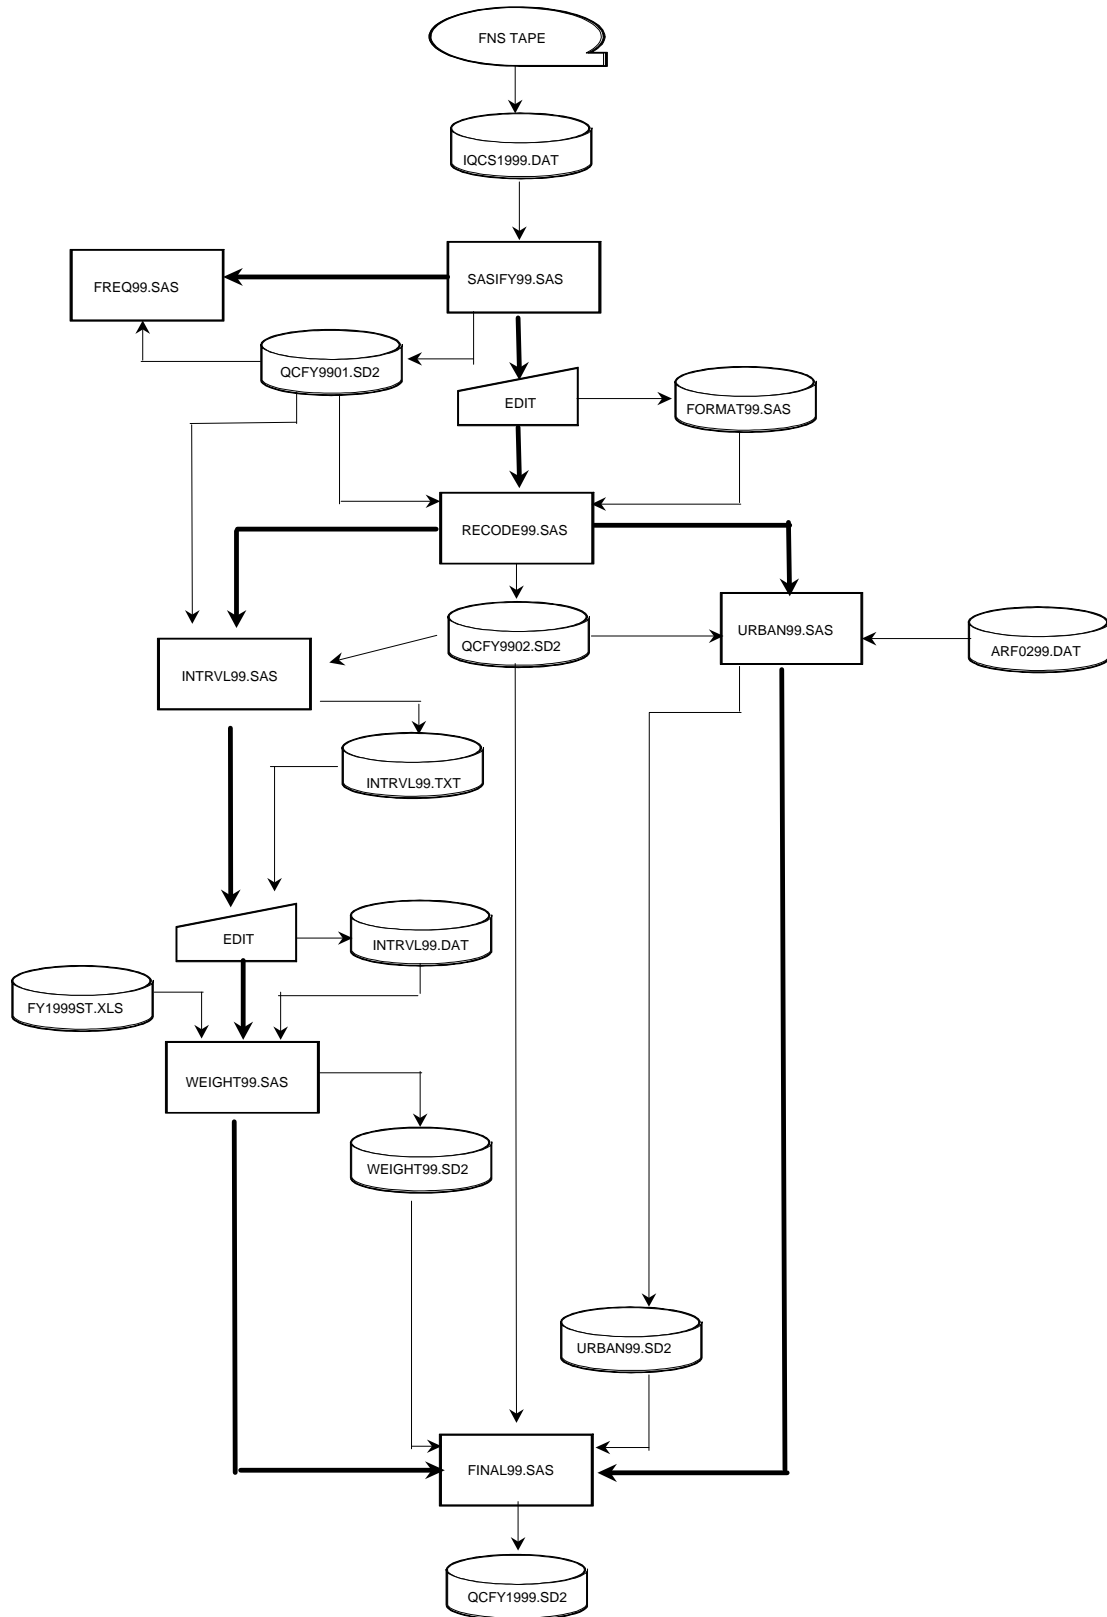 FNS TAPE
IQCS1999.DAT
SASIFY99.SAS
FREQ99.SAS
QCFY9901.SD2
EDIT
FORMAT99.SAS
RECODE99.SAS
QCFY9902.SD2
URBAN99.SAS
ARF0299.DAT
INTRVL99.SAS
INTRVL99.TXT
EDIT
INTRVL99.DAT
FY1999ST.XLS
WEIGHT99.SAS
WEIGHT99.SD2
URBAN99.SD2
FINAL99.SAS
QCFY1999.SD2